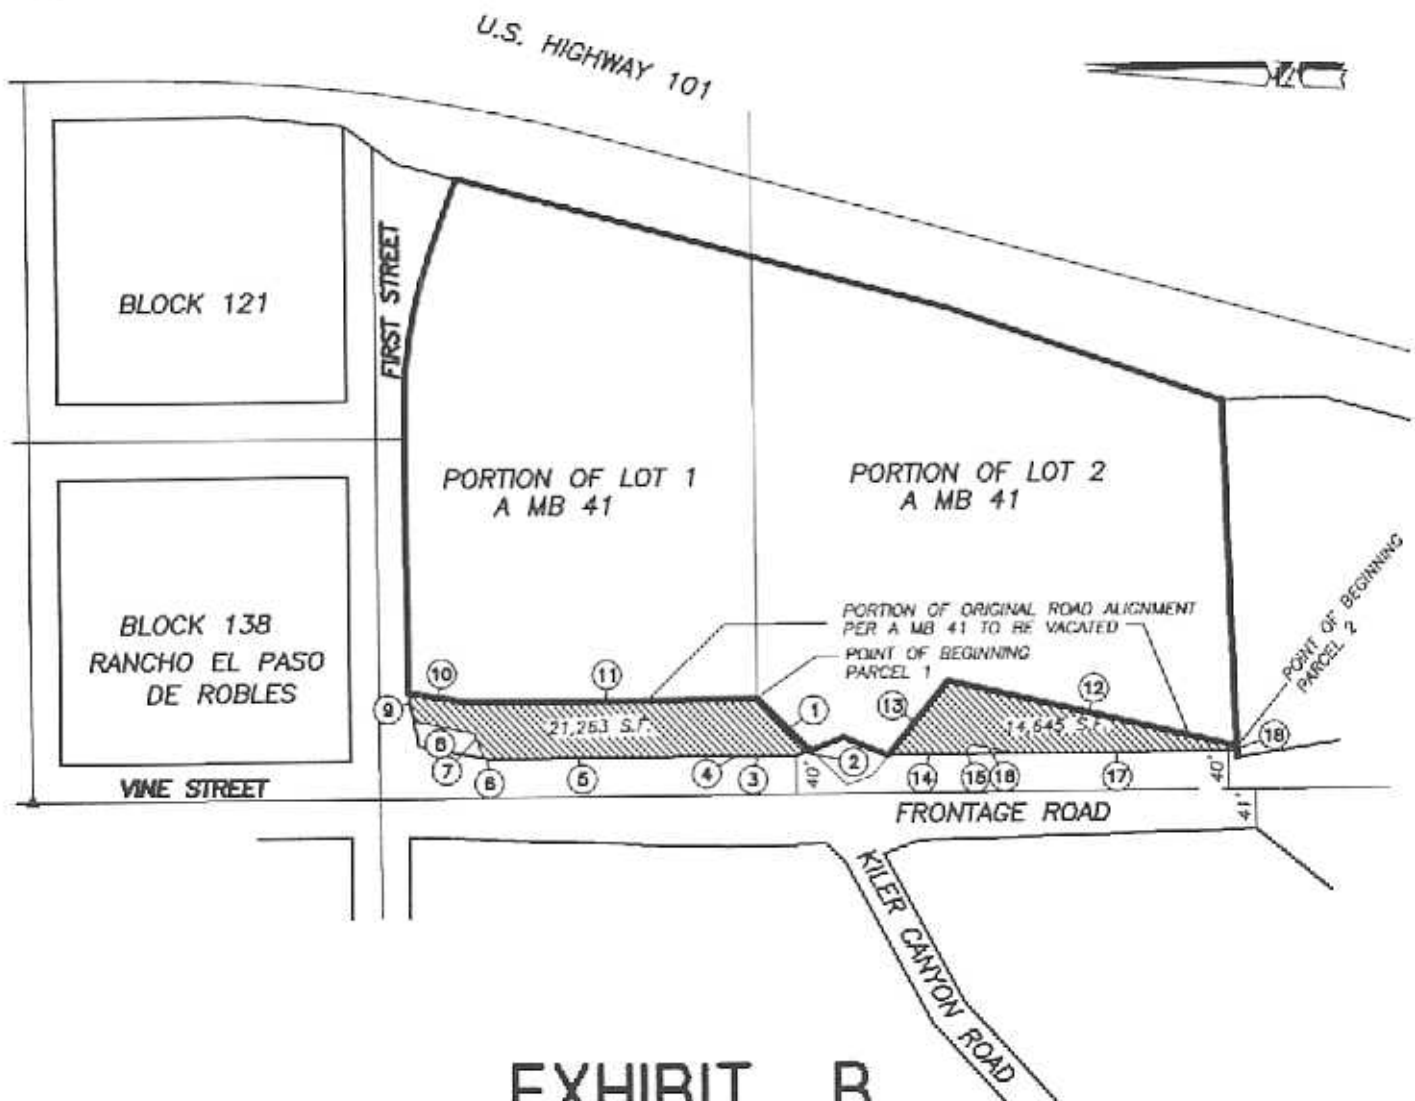 U.S. HIGHWAY 101
BLOCK 121
FIRST STREET
PORTION OF LOT 1
A MB 41
PORTION OF LOT 2
A MB 41
BLOCK 138
RANCHO EL PASO
DE ROBLES
PORTION OF ORIGINAL ROAD ALIGNMENT
PER A MB 41 TO BE VACATED
POINT OF BEGINNING
PARCEL 1
POINT OF BEGINNING
PARCEL 2
10
11
12
9
8
7
6
21,263 S.F.
5
4
3
1
2
13
14,645 S.F.
14
15
16
17
18
40'
40'
41'
VINE STREET
FRONTAGE ROAD
KILER CANYON ROAD
EXHIBIT B